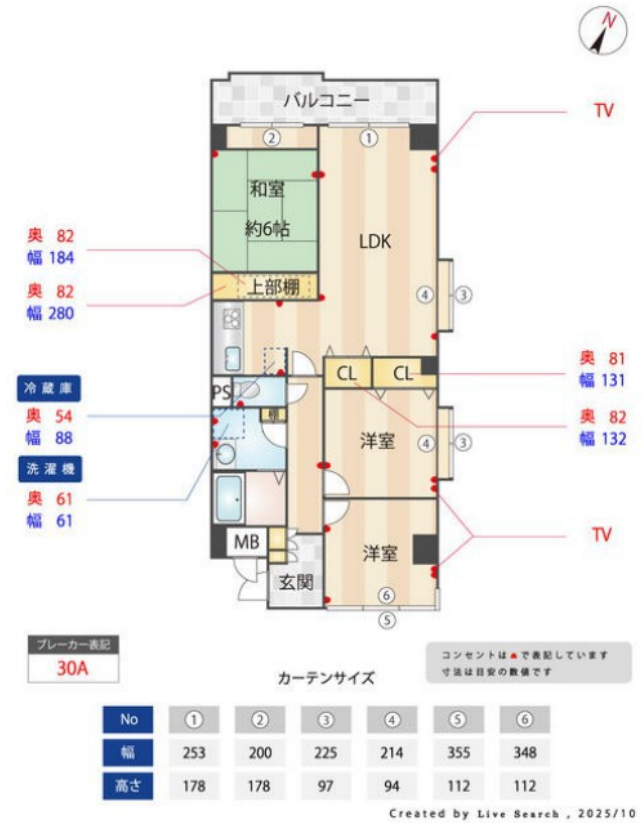 N
バルコニー
② ①
TV
和室
約6帖
LDK
奥 82
幅 184
上部棚
奥 82
幅 280
④ ③
奥 81
幅 131
CL CL
冷蔵庫
PS
奥 54
幅 88
棚
奥 82
幅 132
洋室
④ ③
洗濯機
奥 61
幅 61
MB
洋室
TV
玄関
⑥
⑤
ブレーカー表記
30A
コンセントは▲で表記しています
寸法は目安の数値です
カーテンサイズ
No ① ② ③ ④ ⑤ ⑥
幅 253 200 225 214 355 348
高さ 178 178 97 94 112 112
Created by Live Search , 2025/10